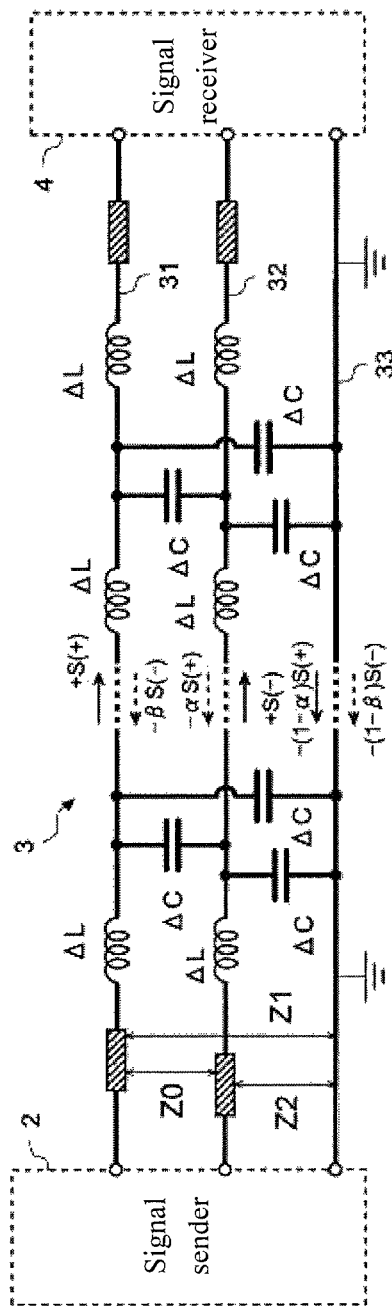 2
Signal
sender
3
ΔL
ΔL
Z0
Z2
Z1
ΔC
ΔC
ΔC
+S(+)
-βS(-)
-αS(+)
+S(-)
-(1-α)S(+)
-(1-β)S(-)
ΔL
ΔL
ΔC
ΔC
ΔC
ΔL
ΔL
31
32
33
4
Signal
receiver